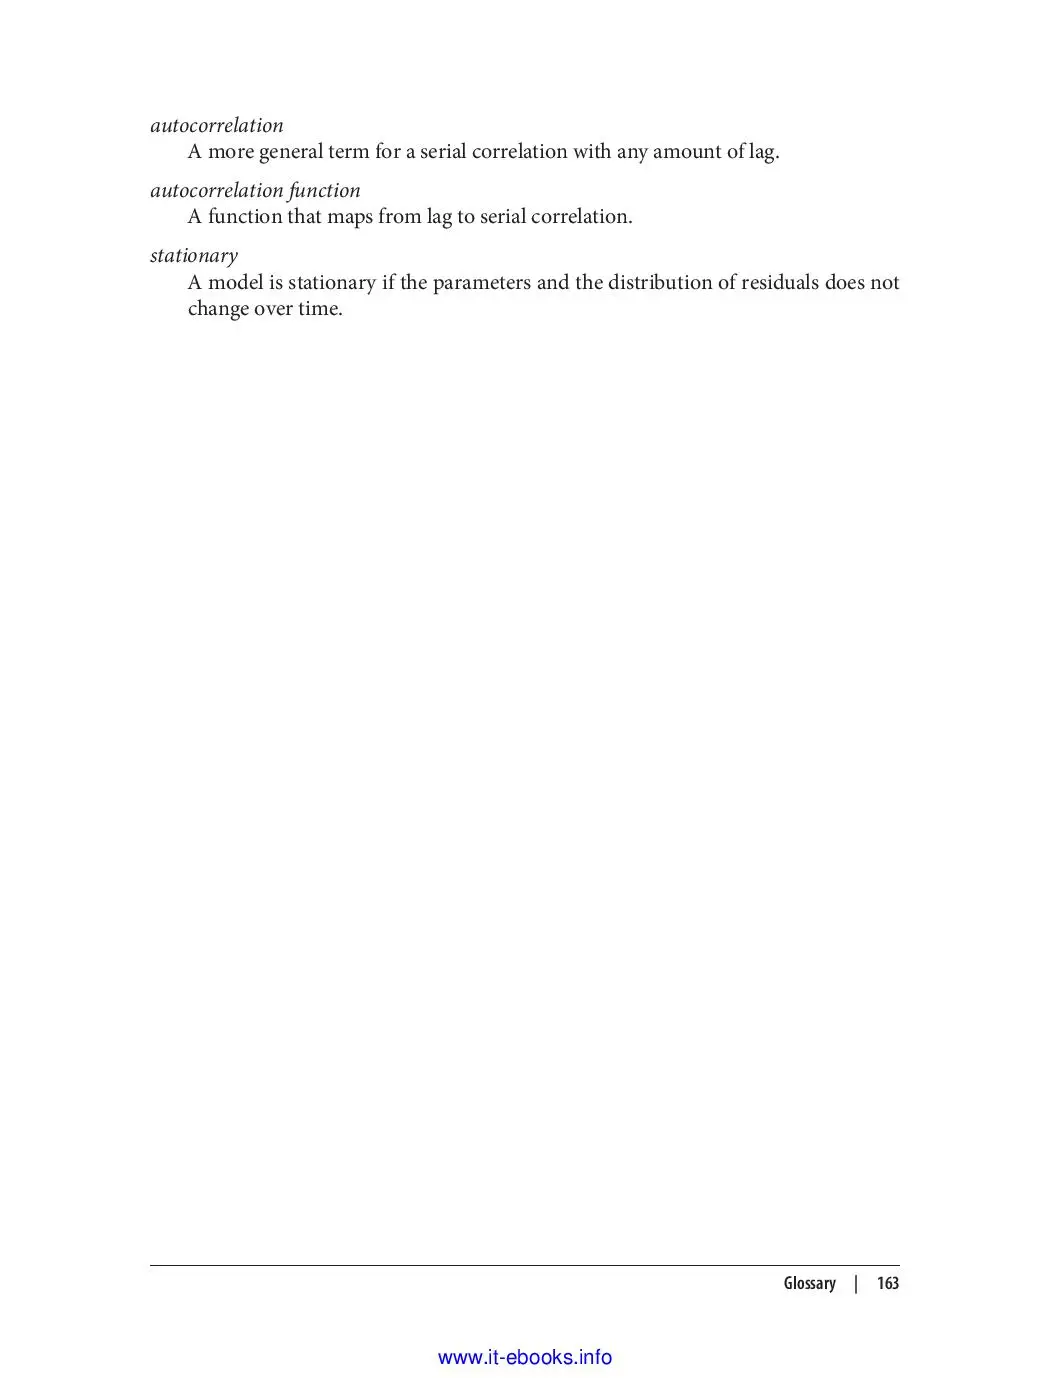 autocorrelation
A more general term for a serial correlation with any amount of lag.
autocorrelation function
A function that maps from lag to serial correlation.
stationary
A model is stationary if the parameters and the distribution of residuals does not
change over time.
Glossary | 163
www.it-ebooks.info